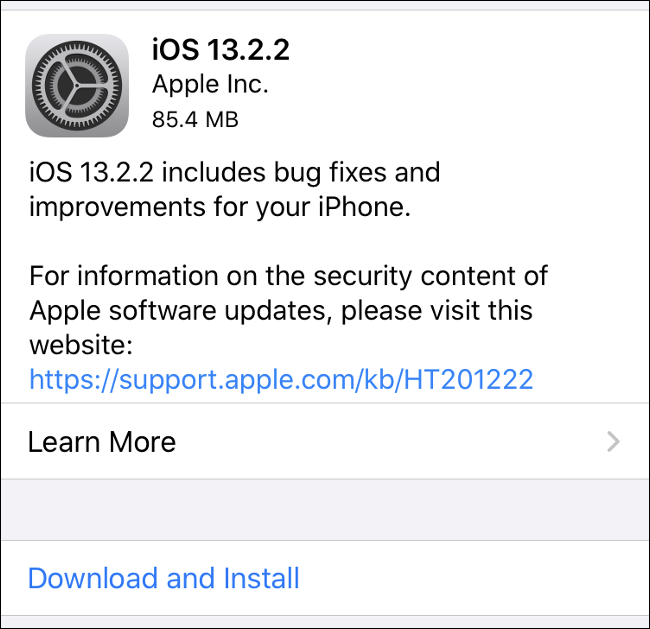 iOS 13.2.2
Apple Inc.
85.4 MB
iOS 13.2.2 includes bug fixes and
improvements for your iPhone.
For information on the security content of
Apple software updates, please visit this
website:
https://support.apple.com/kb/HT201222
Learn More
Download and Install